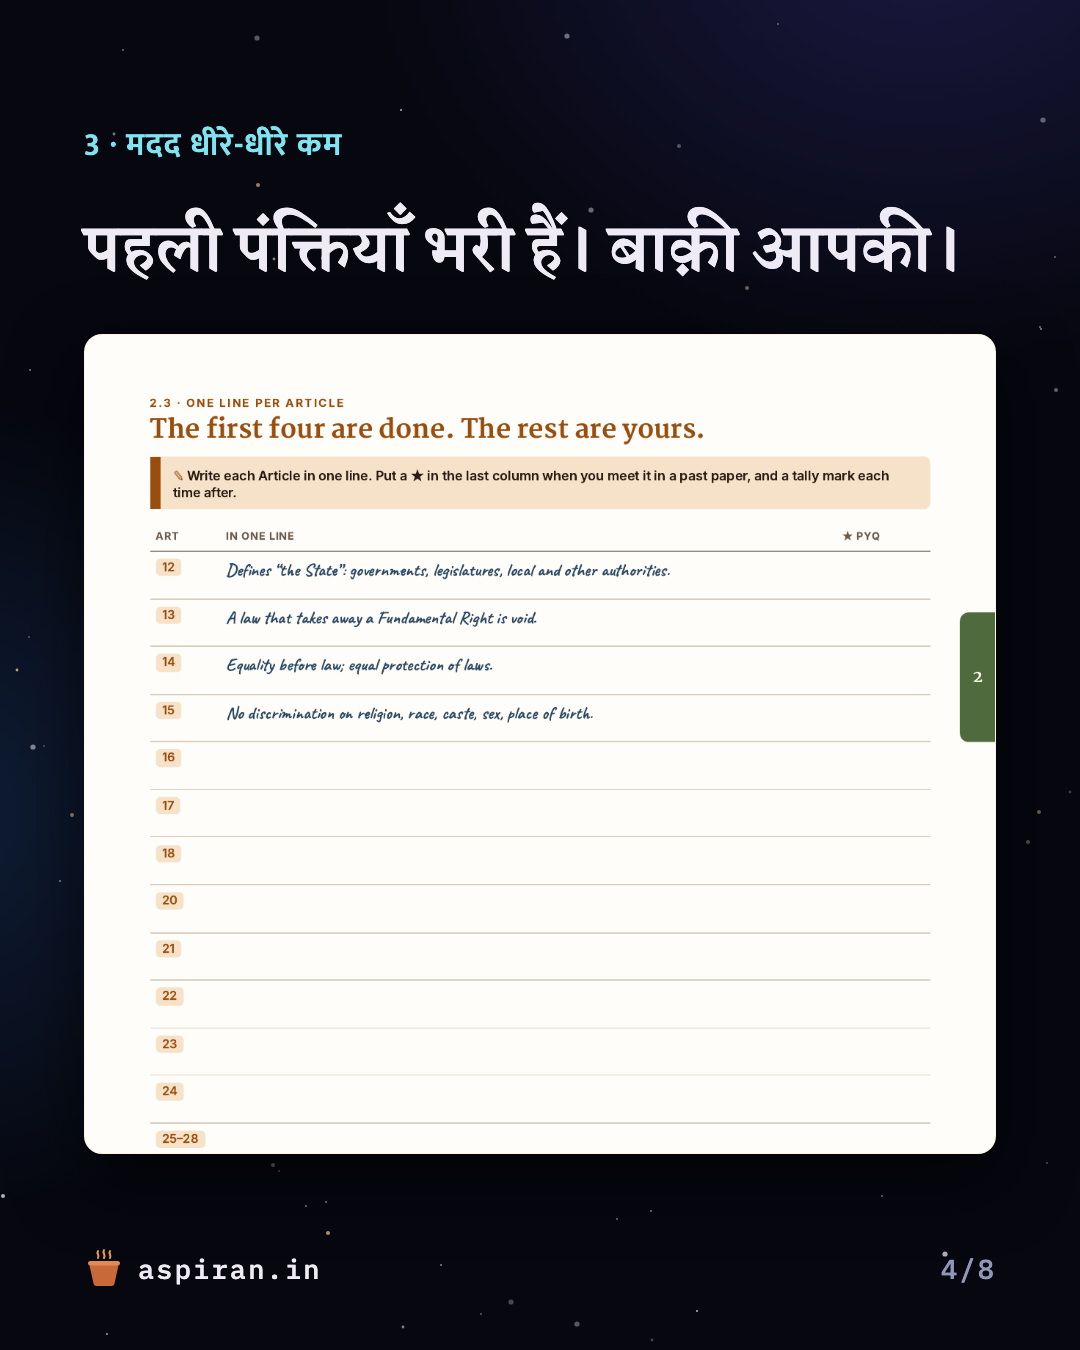 3 · मदद धीरे-धीरे कम
पहली पंक्तियाँ भरी हैं। बाक़ी आपकी।
2.3 · ONE LINE PER ARTICLE
The first four are done. The rest are yours.
✎ Write each Article in one line. Put a ★ in the last column when you meet it in a past paper, and a tally mark each
time after.
ART IN ONE LINE ★ PYQ
12 Defines “the State”: governments, legislatures, local and other authorities.
13 A law that takes away a Fundamental Right is void.
14 Equality before law; equal protection of laws.
2
15 No discrimination on religion, race, caste, sex, place of birth.
16
17
18
20
21
22
23
24
25–28
aspiran.in 4/8